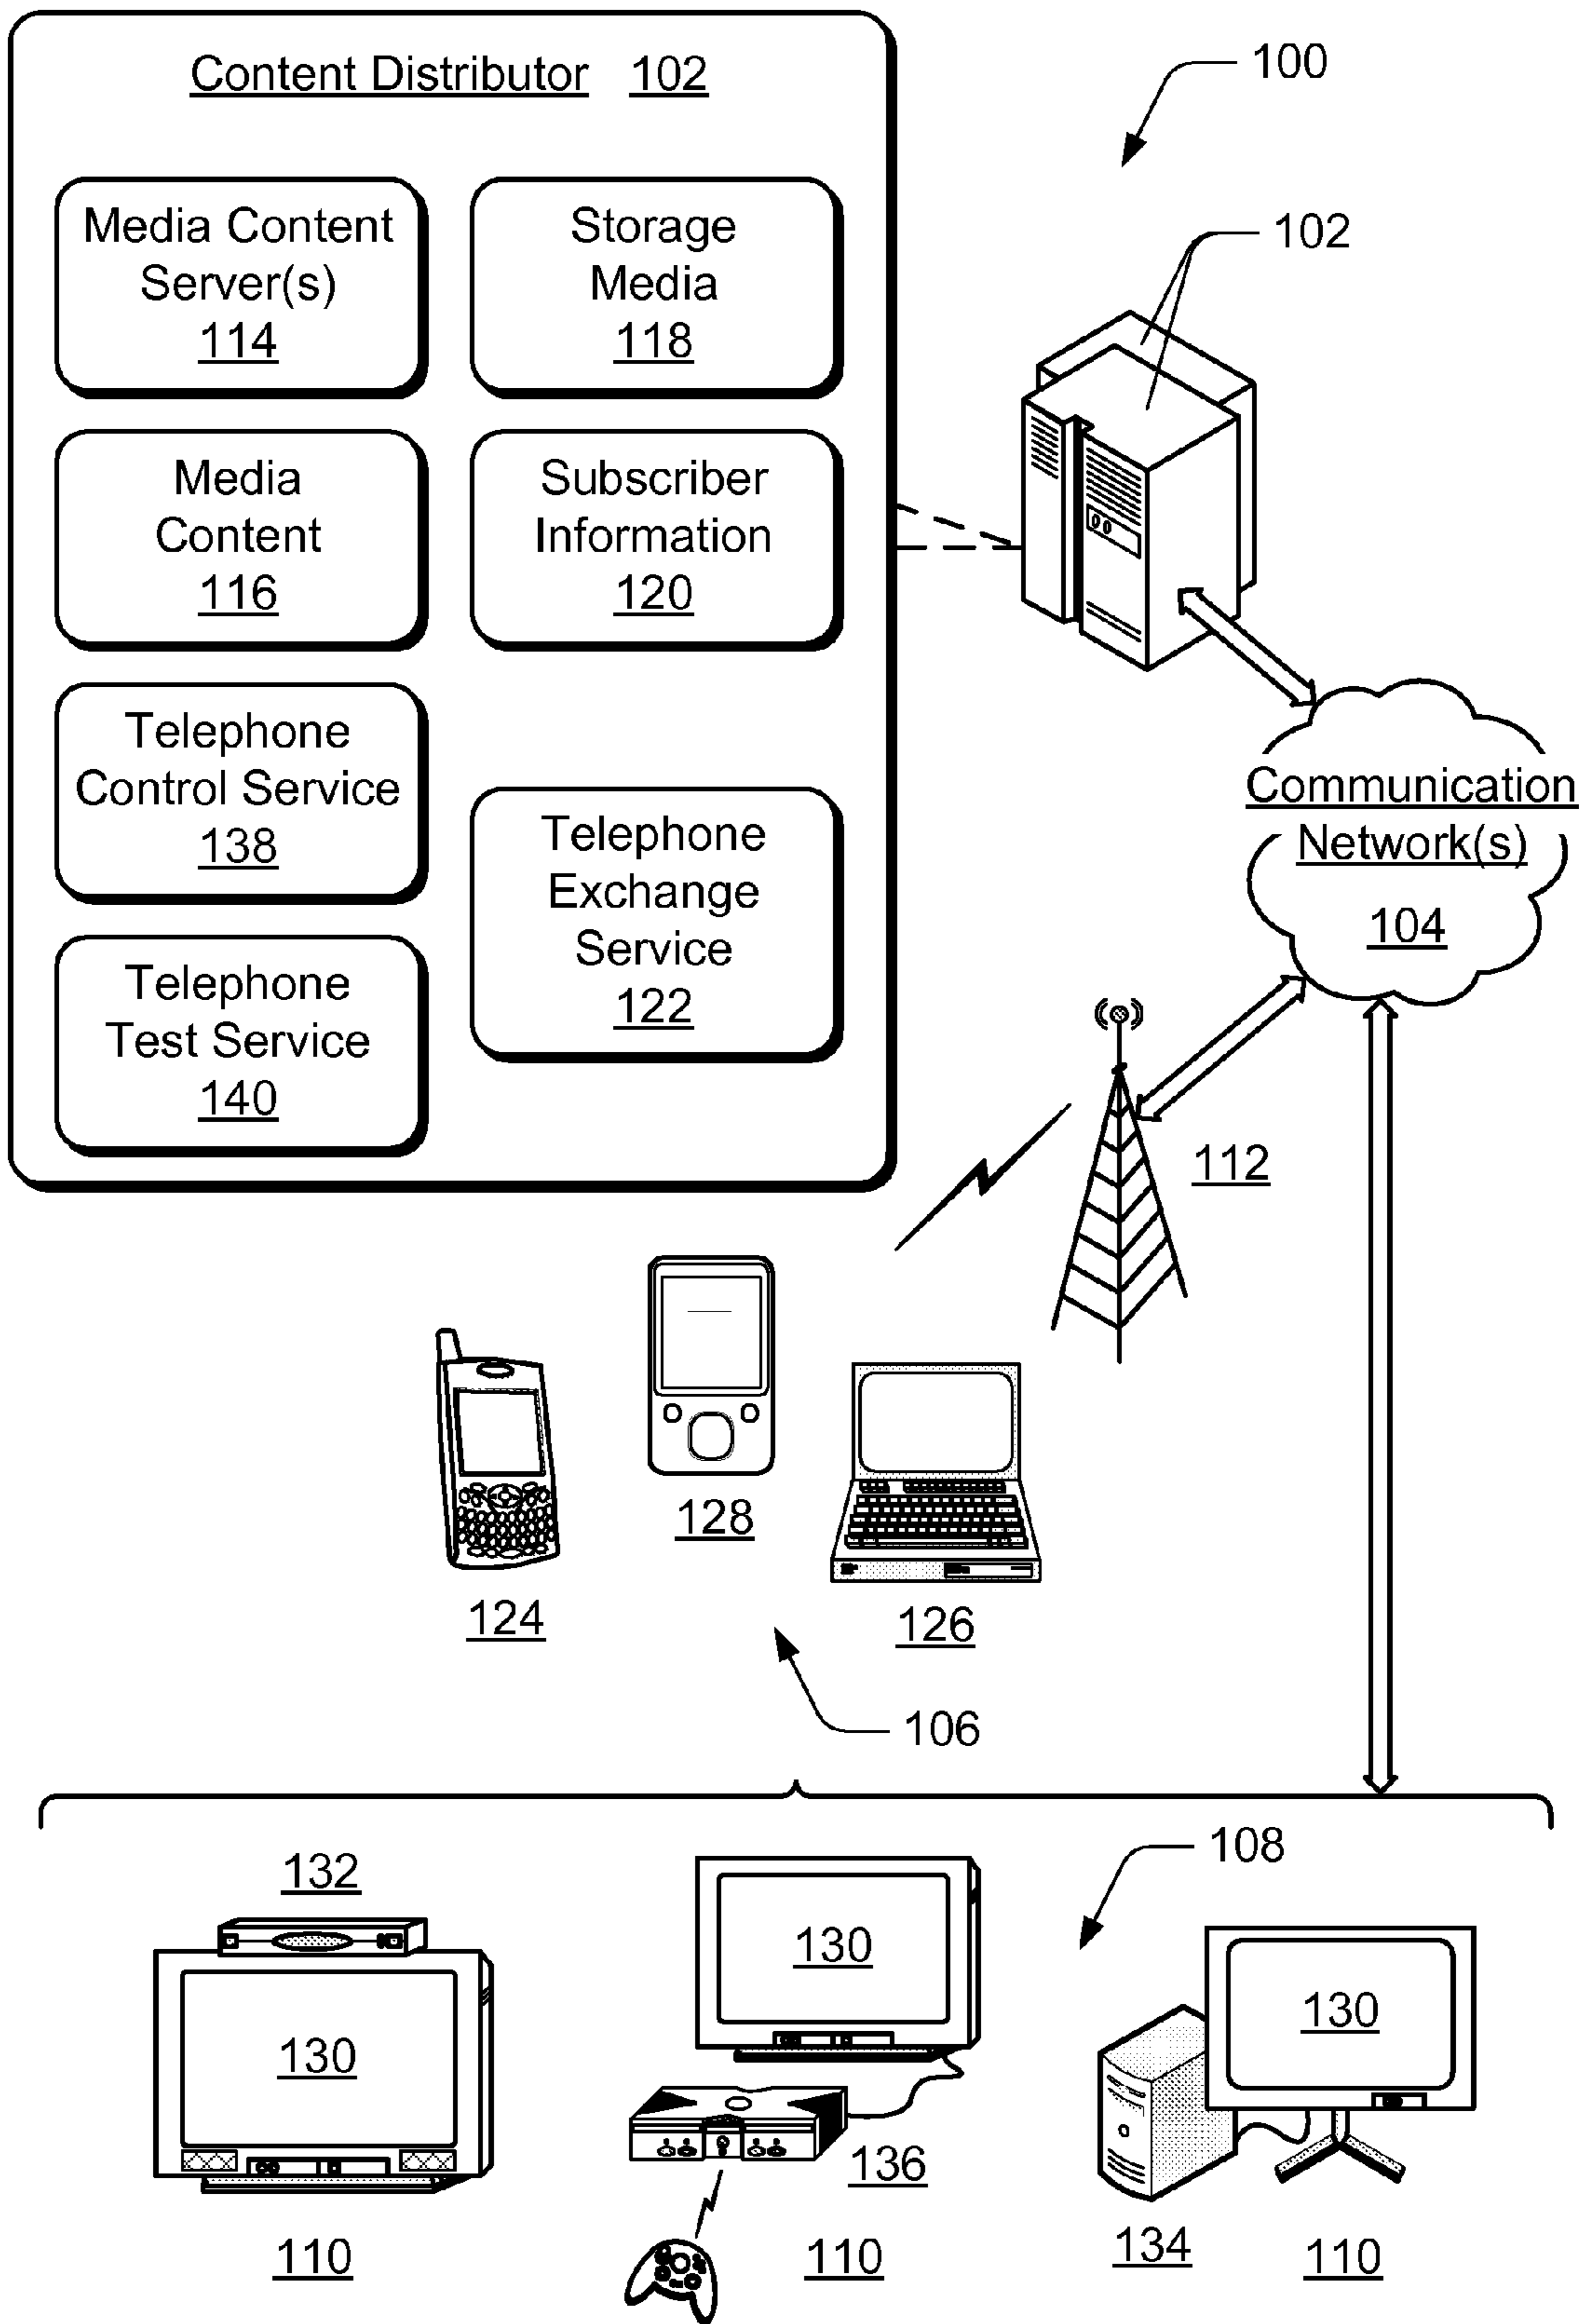 Content Distributor 102
100
Media Content
Server(s)
114
Storage
Media
118
102
Media
Content
116
Subscriber
Information
120
Telephone
Control Service
138
Telephone
Exchange
Service
122
Communication
Network(s)
104
Telephone
Test Service
140
112
128
124
126
106
108
132
130
130
130
136
134
110
110
110